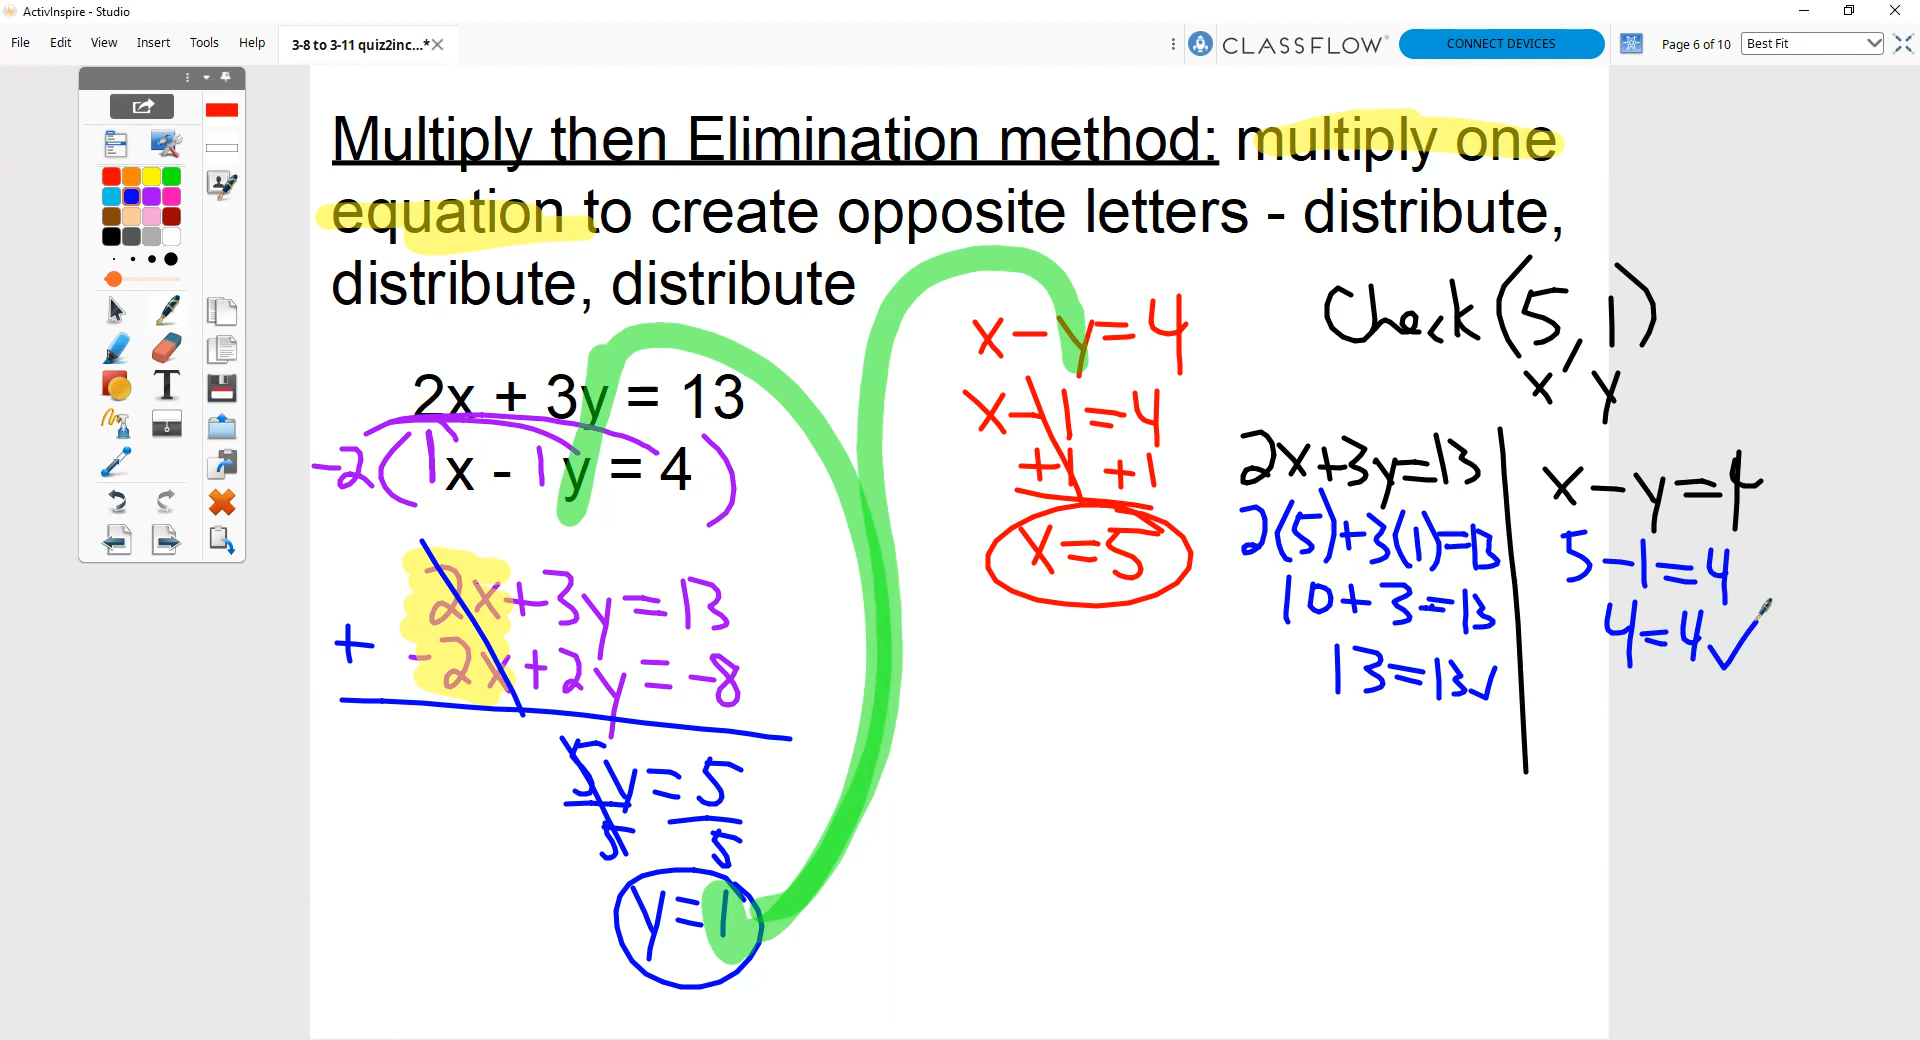 ActivInspire - Studio
File Edit View Insert Tools Help 3-8 to 3-11 quiz2inc...* CLASSFLOW CONNECT DEVICES Page 6 of 10 Best Fit
Multiply then Elimination method: multiply one
equation to create opposite letters - distribute,
distribute, distribute
2x + 3y = 13
-2(1x - 1y = 4)
2x+3y=13
+ -2x+2y=-8
5y=5
5 5
y=1
x-y=4
x-1=4
+1 +1
x=5
Check (5,1)
x, y
2x+3y=13
2(5)+3(1)=13
10+3=13
13=13✓
x-y=4
5-1=4
4=4✓